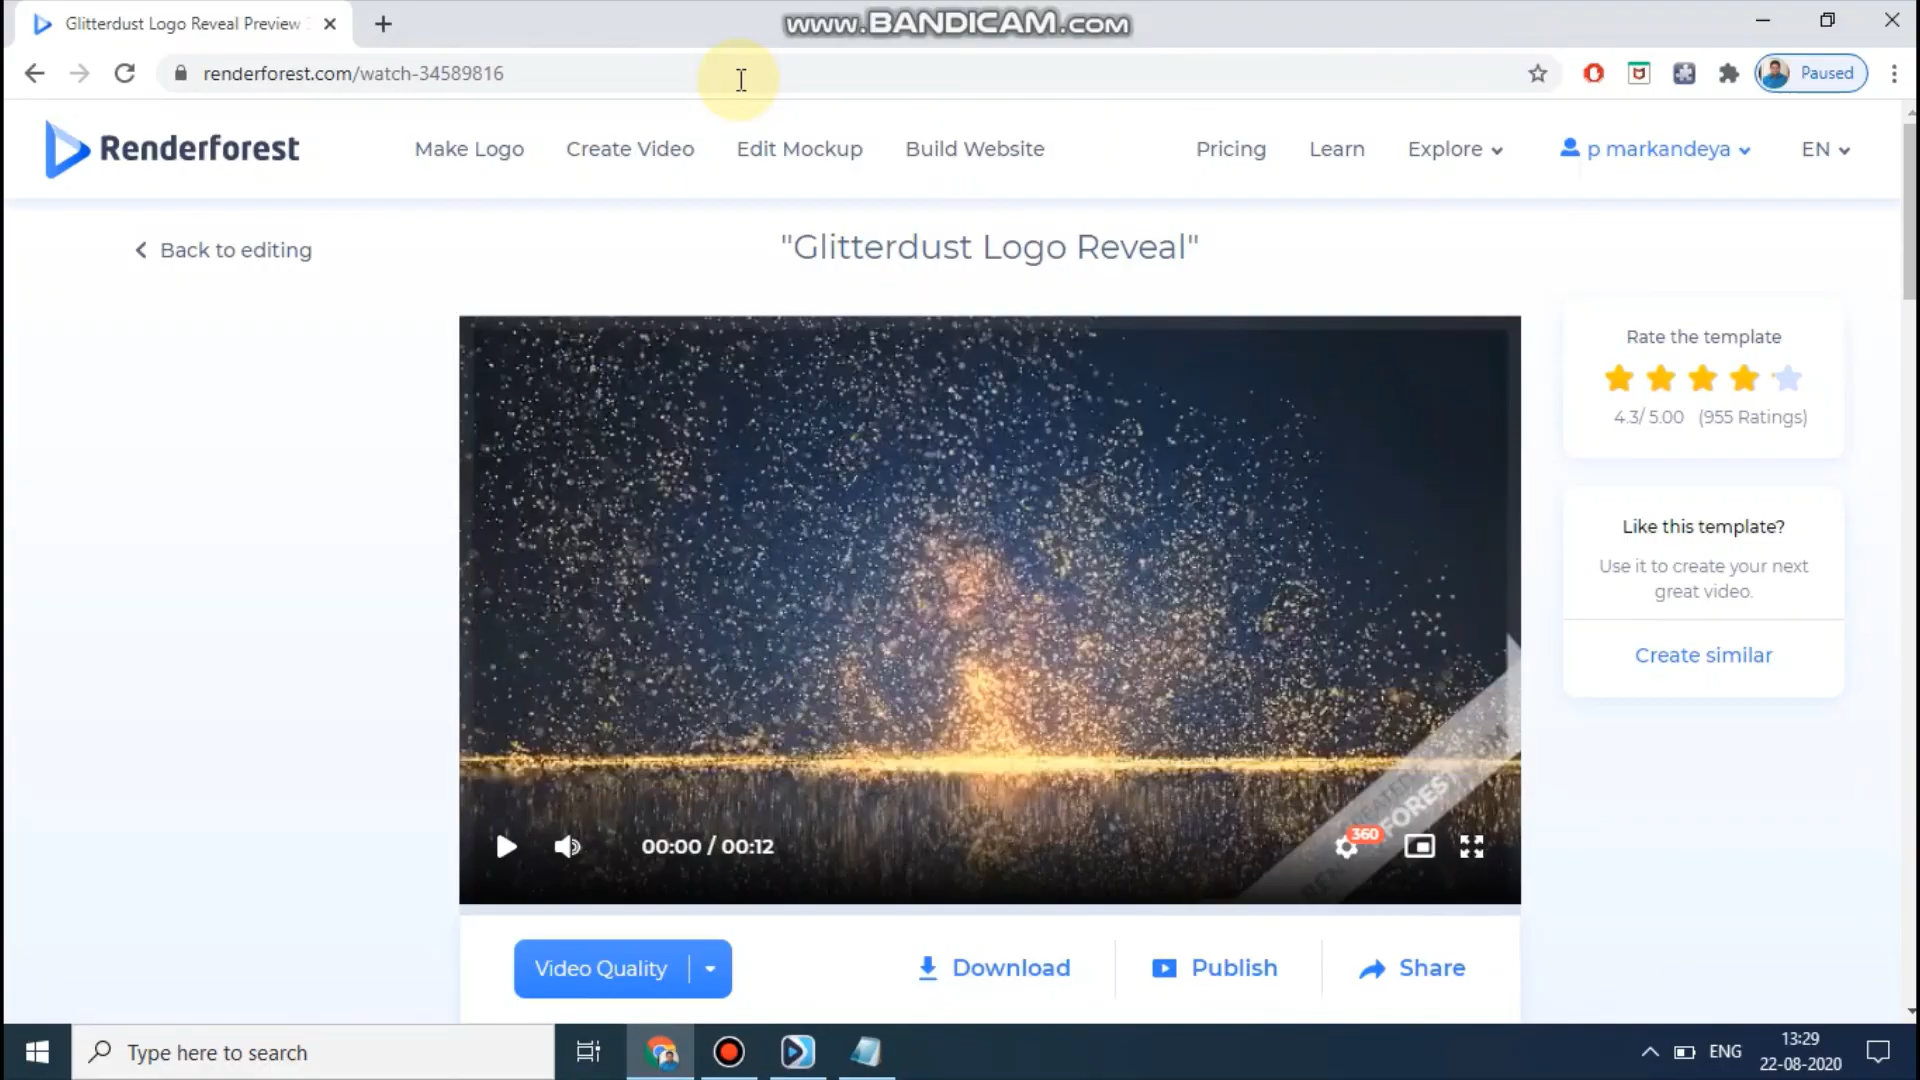 Glitterdust Logo Reveal Preview
www.BANDICAM.com
renderforest.com/watch-34589816
Paused
Renderforest
Make Logo
Create Video
Edit Mockup
Build Website
Pricing
Learn
Explore
p markandeya
EN
Back to editing
"Glitterdust Logo Reveal"
Rate the template
4.3/ 5.00 (955 Ratings)
Like this template?
Use it to create your next
great video.
Create similar
00:00 / 00:12
360
Video Quality
Download
Publish
Share
Type here to search
ENG
13:29
22-08-2020